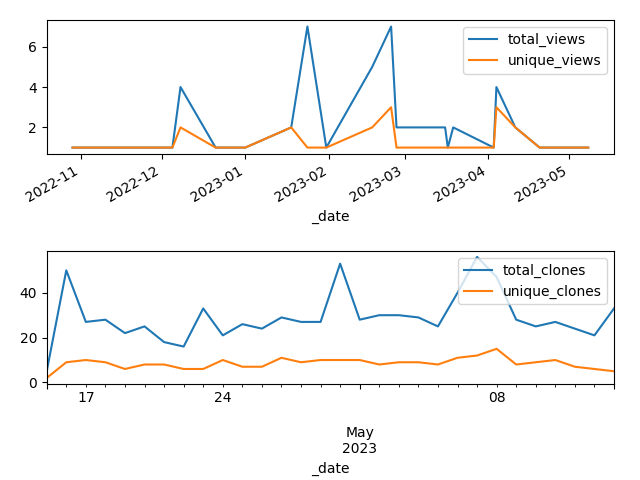 6
4
2
total_views
unique_views
2022-11
2022-12
2023-01
2023-02
2023-03
2023-04
2023-05
_date
40
20
0
total_clones
unique_clones
17
24
08
May
2023
_date